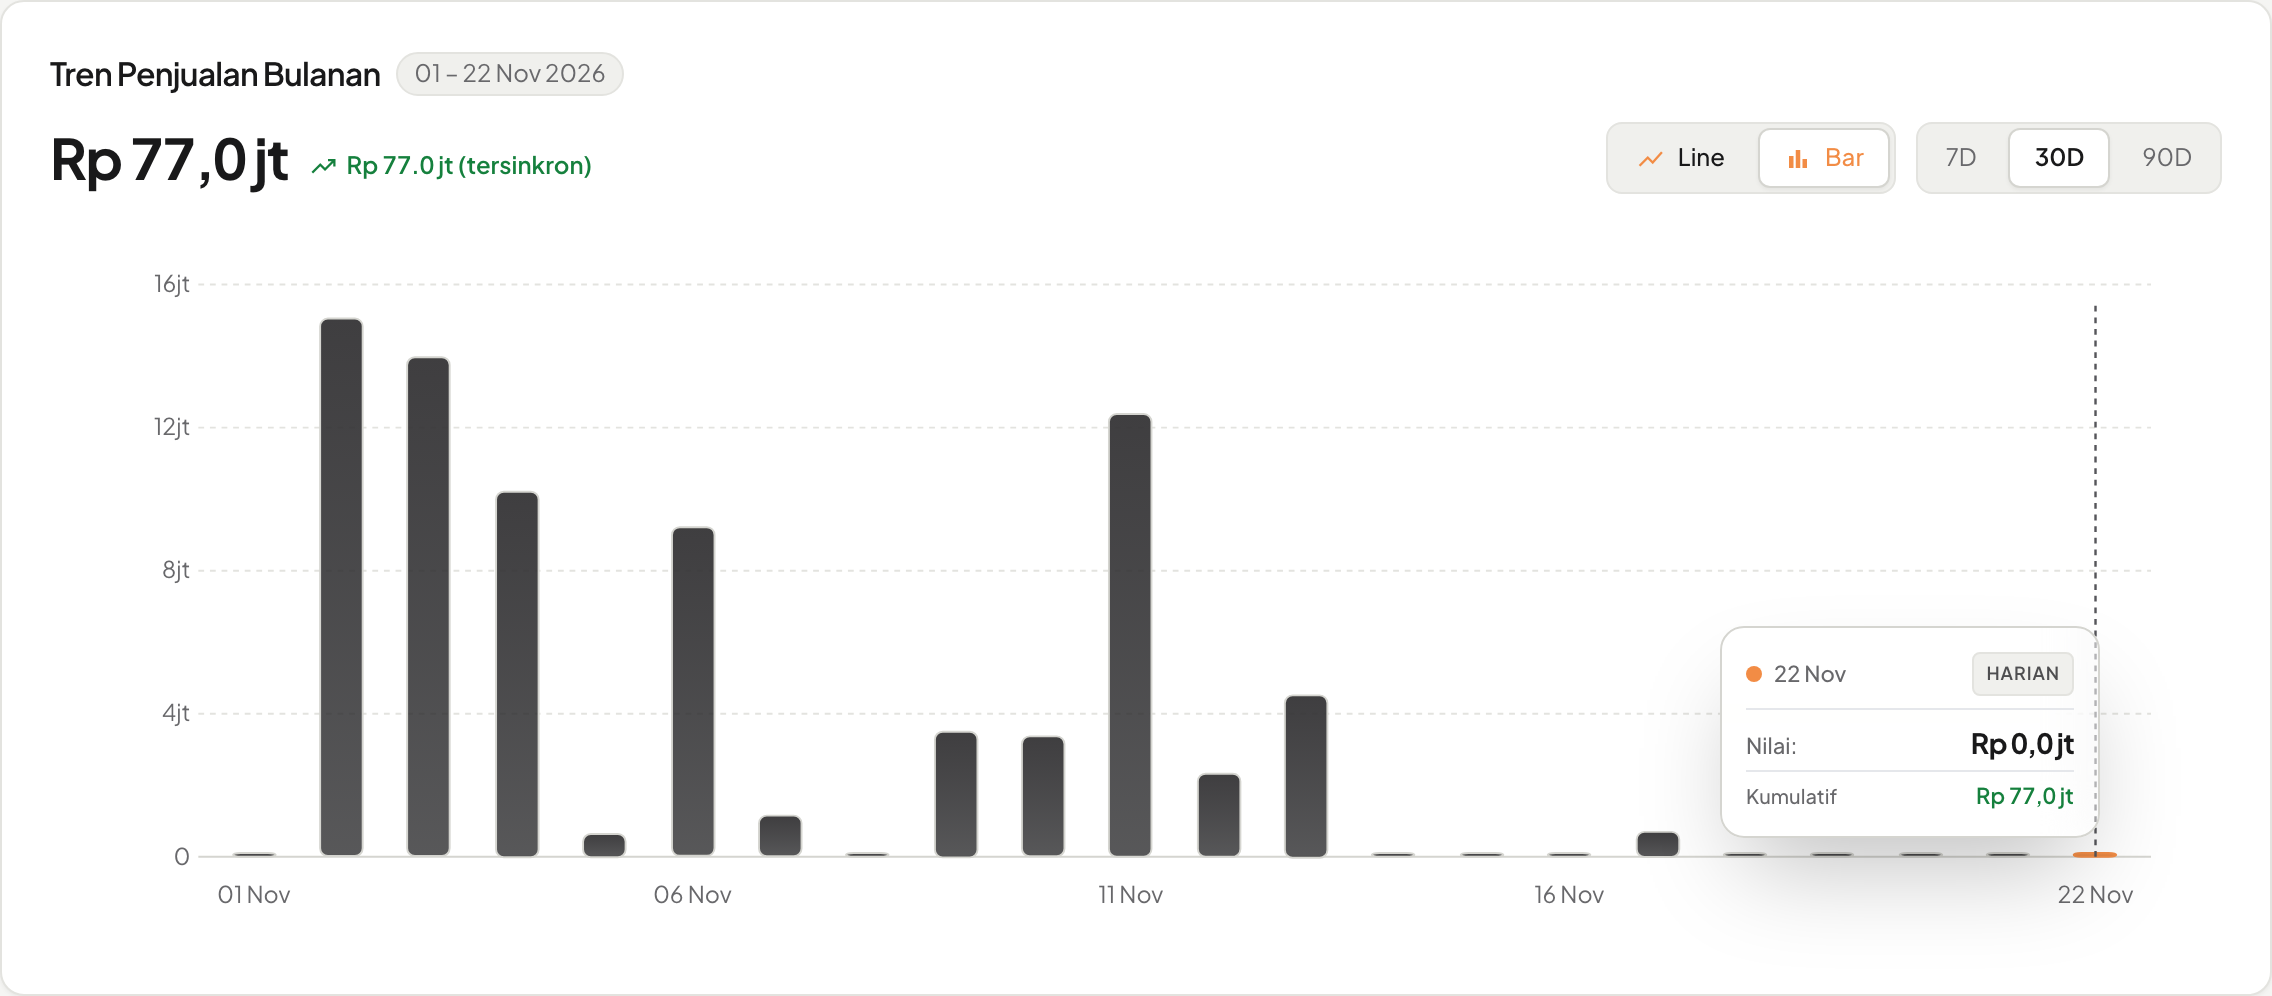 Tren Penjualan Bulanan 01 – 22 Nov 2026
Rp 77,0 jt Rp 77.0 jt (tersinkron)
Line Bar 7D 30D 90D
16jt
12jt
8jt
4jt
0
01 Nov 06 Nov 11 Nov 16 Nov 22 Nov
22 Nov HARIAN
Nilai: Rp 0,0 jt
Kumulatif Rp 77,0 jt